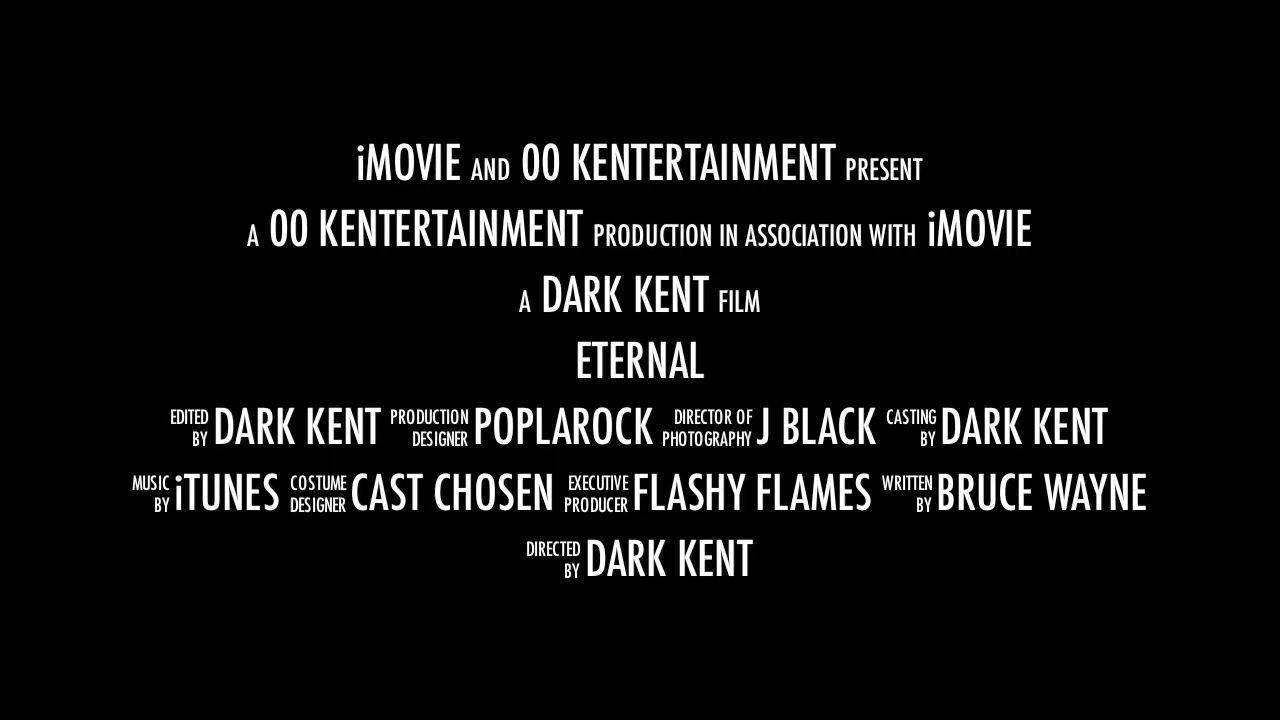 iMOVIE AND 00 KENTERTAINMENT PRESENT
A 00 KENTERTAINMENT PRODUCTION IN ASSOCIATION WITH iMOVIE
A DARK KENT FILM
ETERNAL
EDITED BY DARK KENT PRODUCTION DESIGNER POPLAROCK DIRECTOR OF PHOTOGRAPHY J BLACK CASTING BY DARK KENT
MUSIC BY iTUNES COSTUME DESIGNER CAST CHOSEN EXECUTIVE PRODUCER FLASHY FLAMES WRITTEN BY BRUCE WAYNE
DIRECTED BY DARK KENT